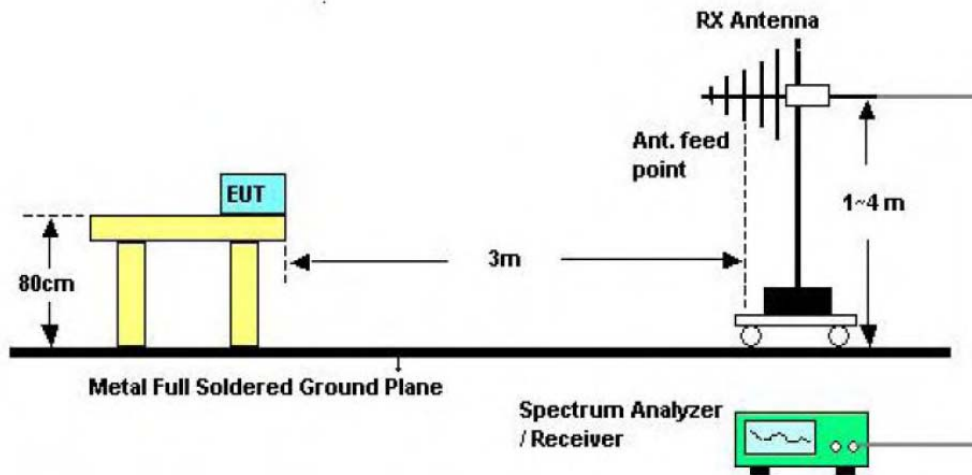 RX Antenna
Ant. feed
point
EUT
1~4 m
3m
80cm
Metal Full Soldered Ground Plane
Spectrum Analyzer
/ Receiver